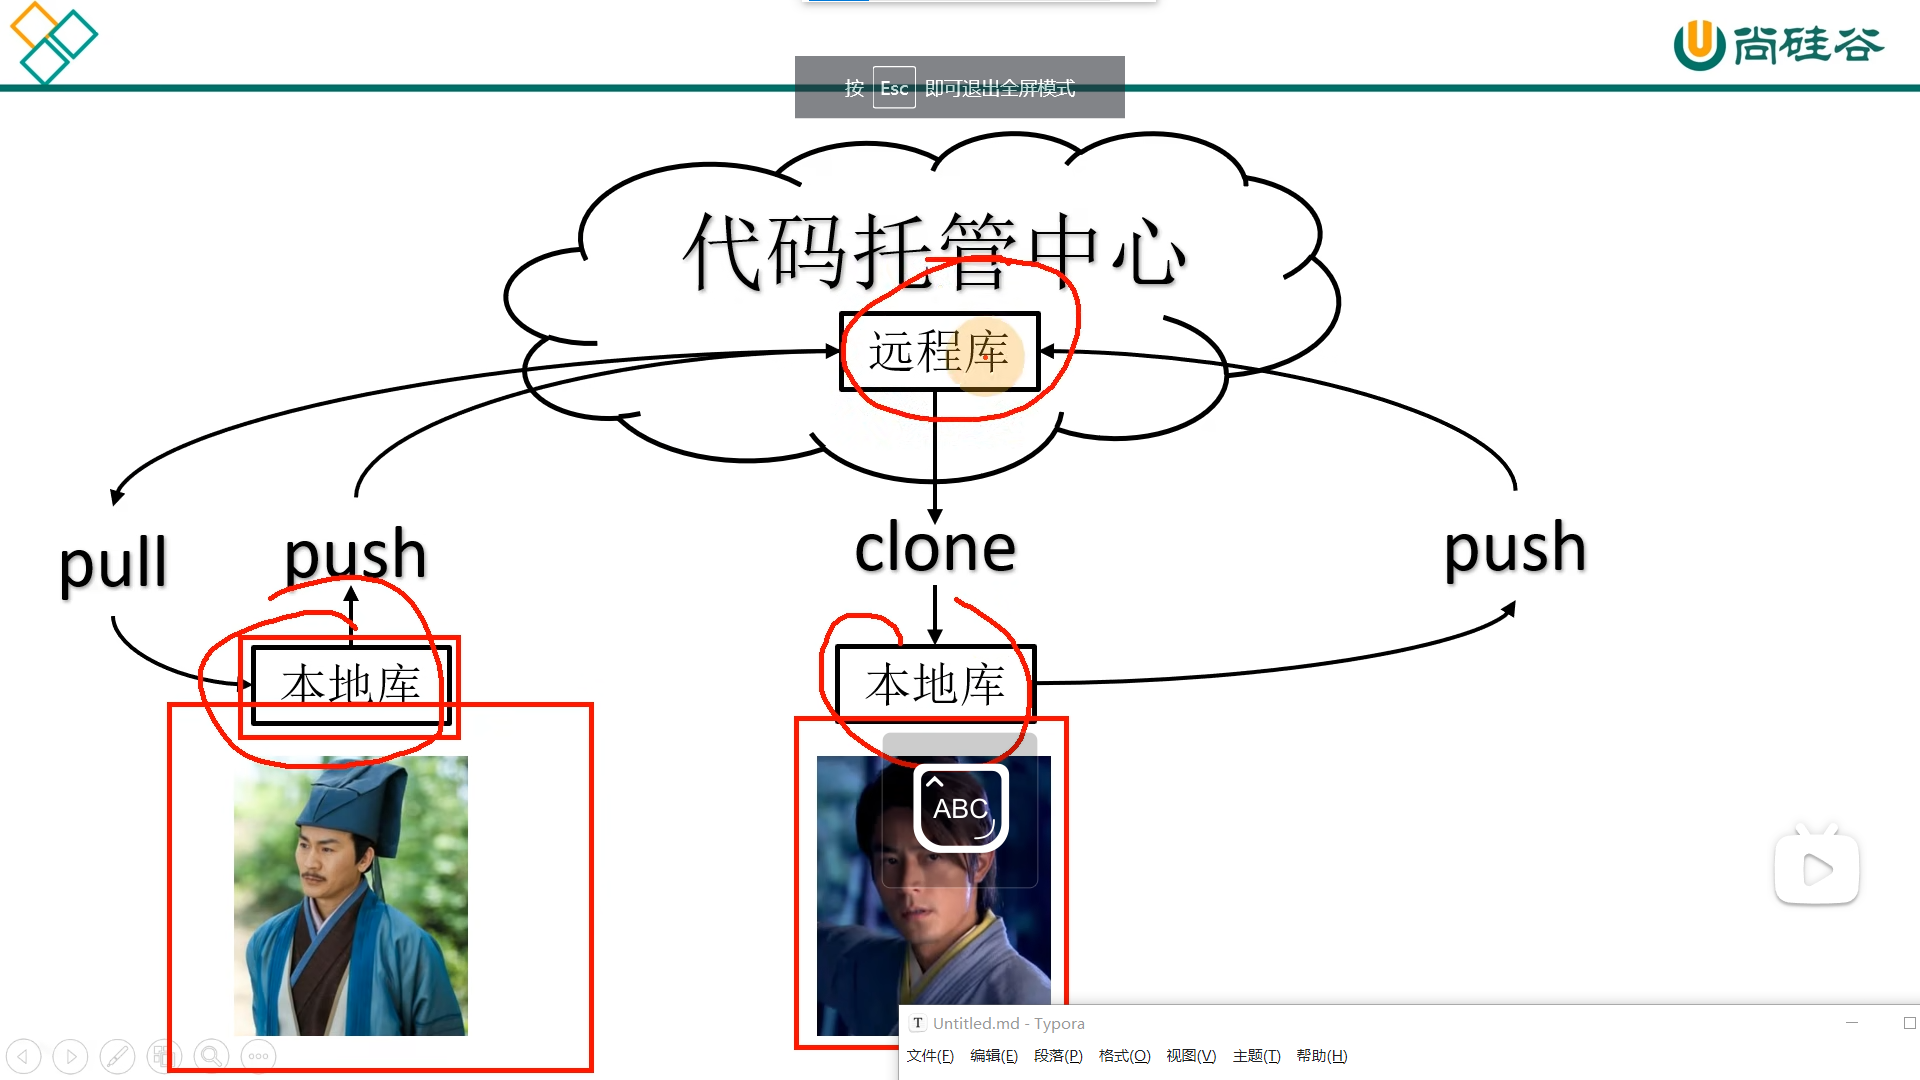 尚硅谷
按 Esc 即可退出全屏模式
代码托管中心
远程库
pull
push
clone
push
本地库
本地库
ABC
Untitled.md - Typora
文件(F) 编辑(E) 段落(P) 格式(O) 视图(V) 主题(T) 帮助(H)